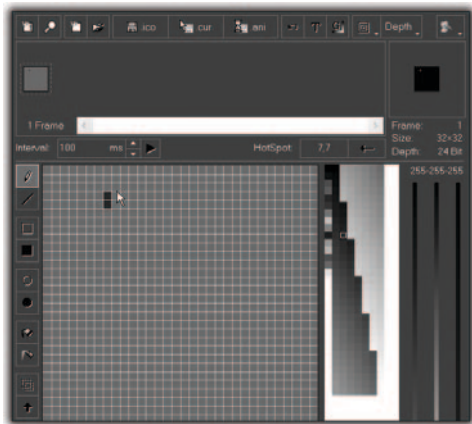 .ico .cur .ani T Depth
1 Frame
Frame: 1
Size: 32×32
Depth: 24 Bit
Interval: 100 ms HotSpot: 7,7
255-255-255